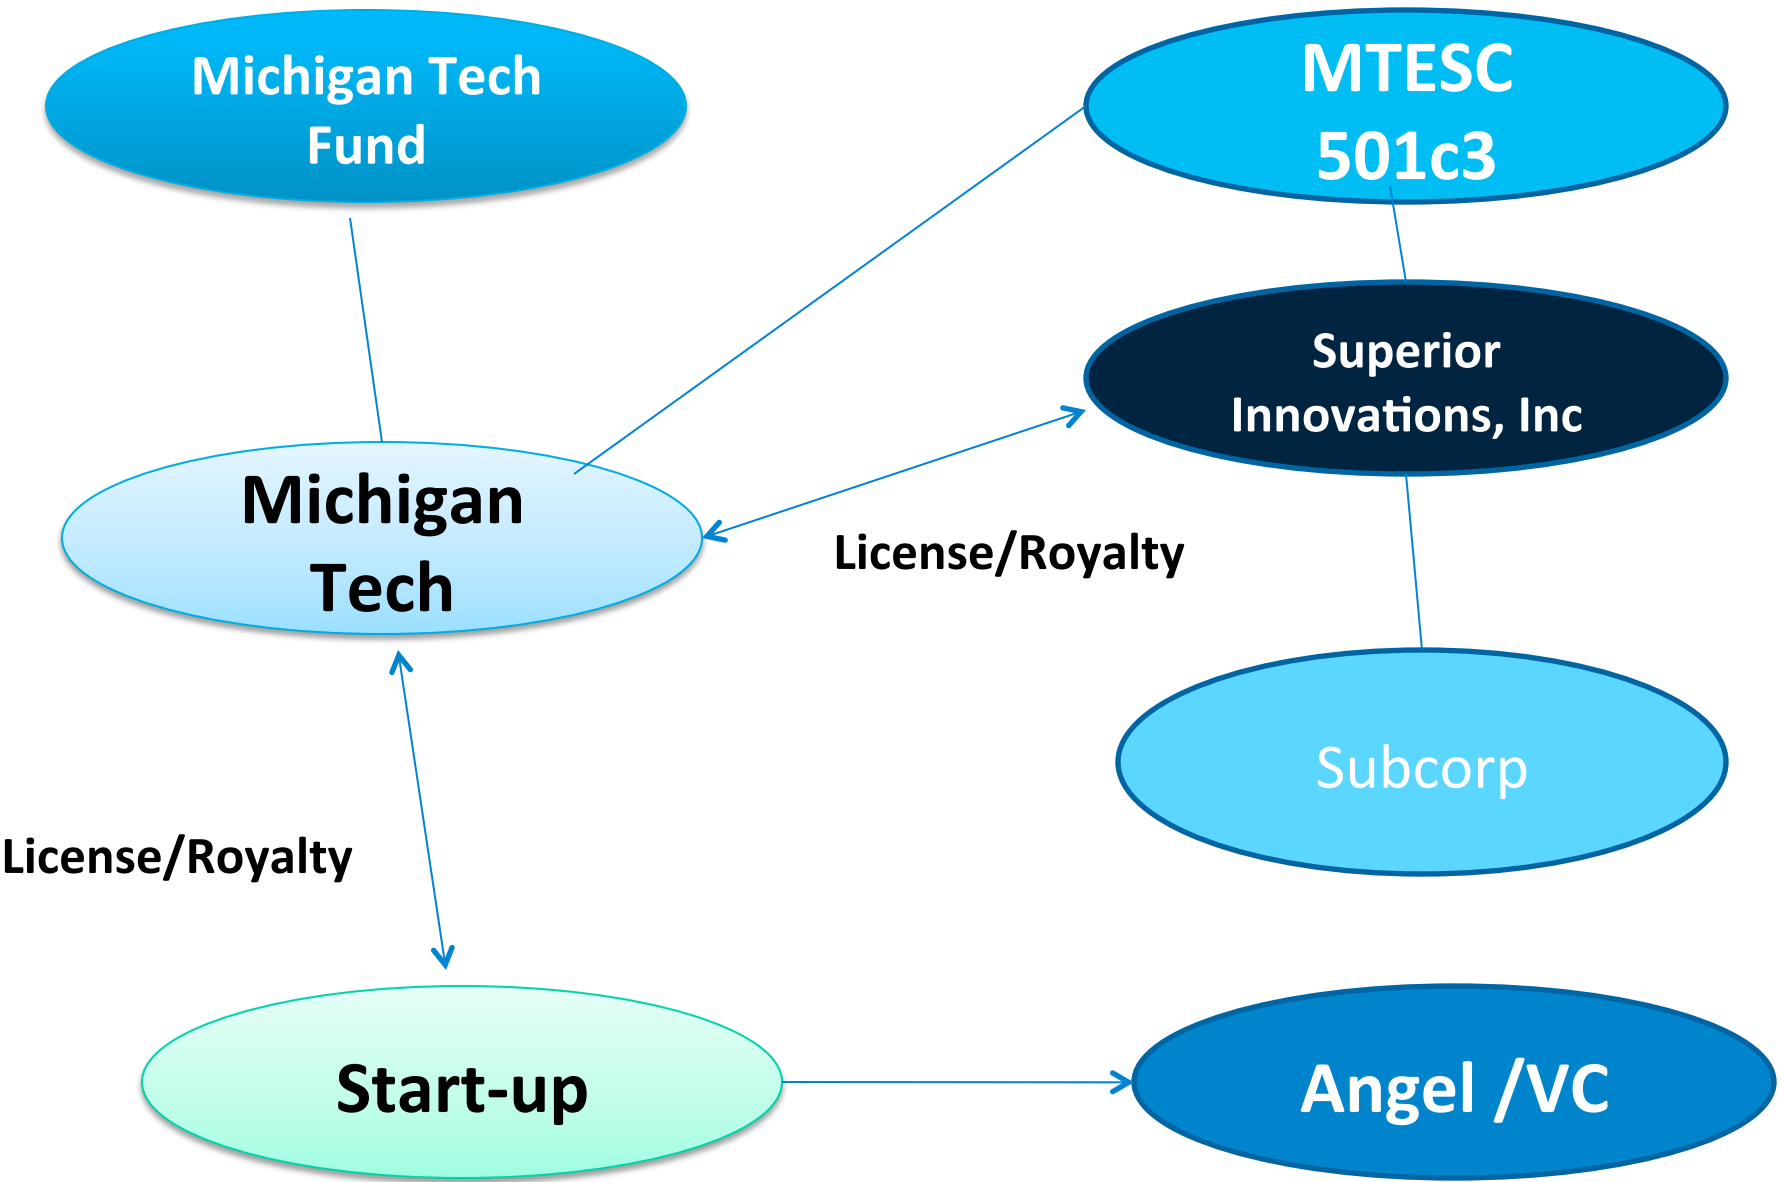 Michigan Tech
Fund
MTESC
501c3
Superior
Innovations, Inc
Michigan
Tech
License/Royalty
Subcorp
License/Royalty
Start-up
Angel /VC